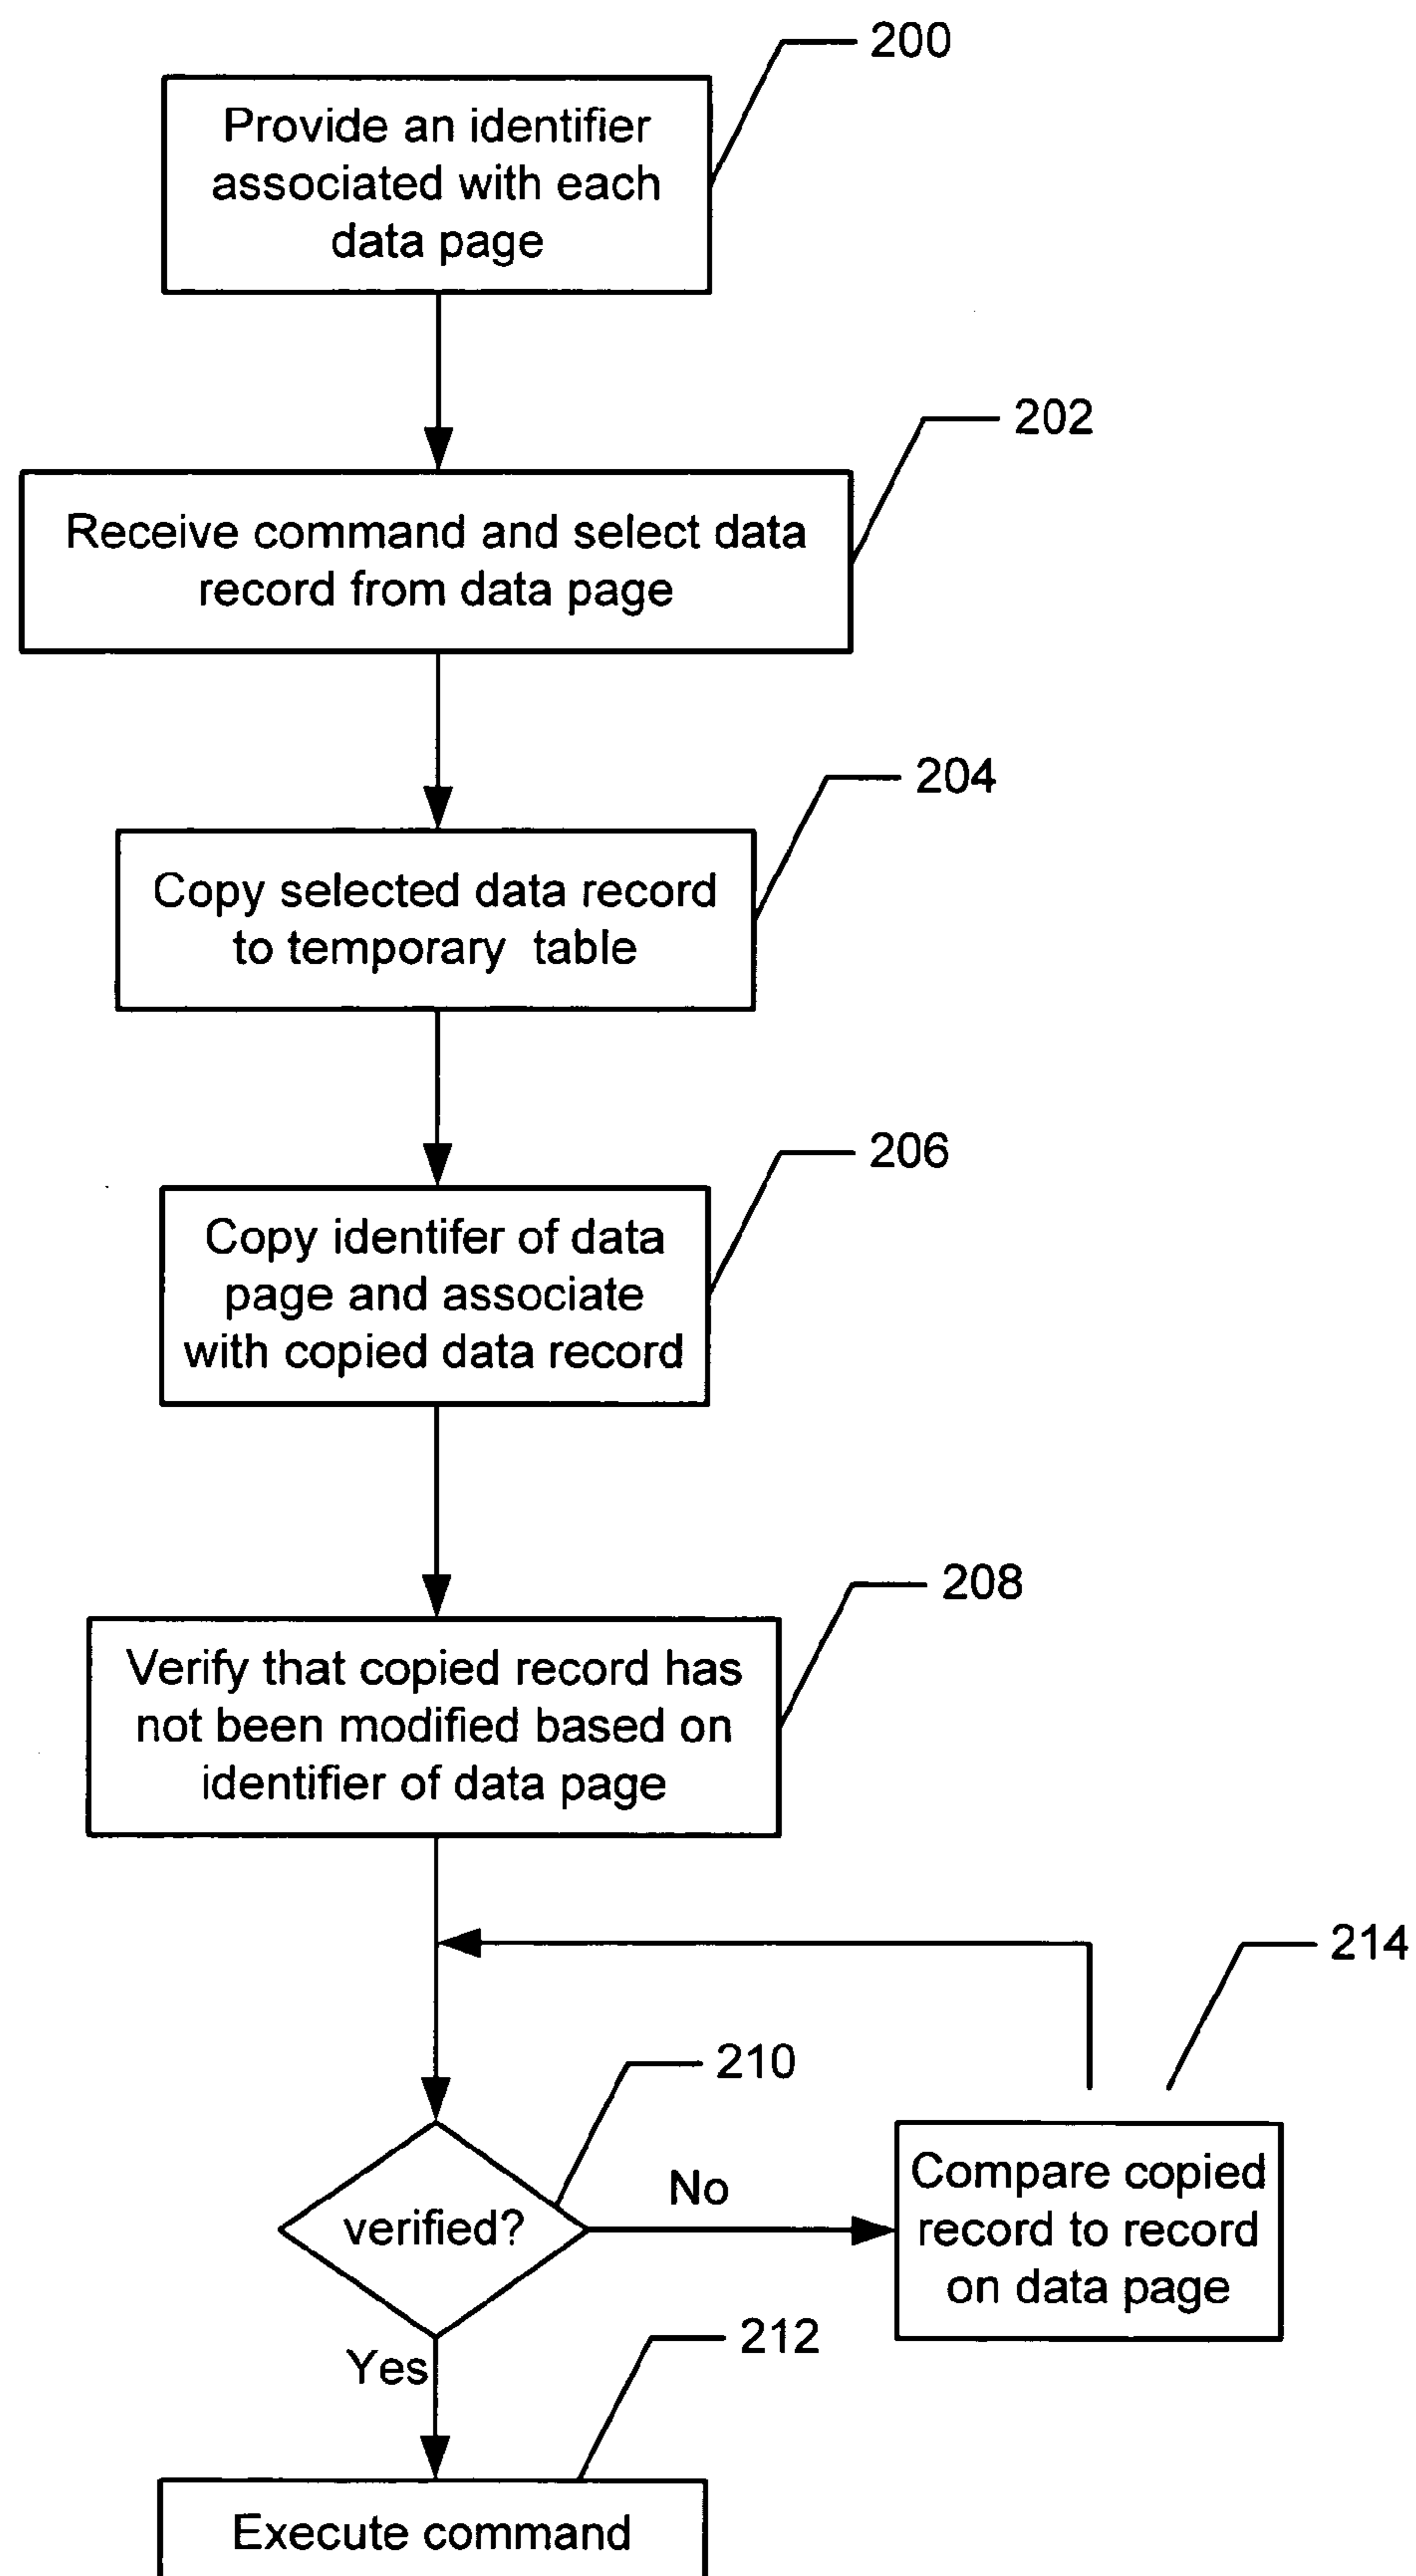 200
Provide an identifier
associated with each
data page
202
Receive command and select data
record from data page
204
Copy selected data record
to temporary table
206
Copy identifer of data
page and associate
with copied data record
208
Verify that copied record has
not been modified based on
identifier of data page
214
210
verified?
No
Compare copied
record to record
on data page
Yes
212
Execute command